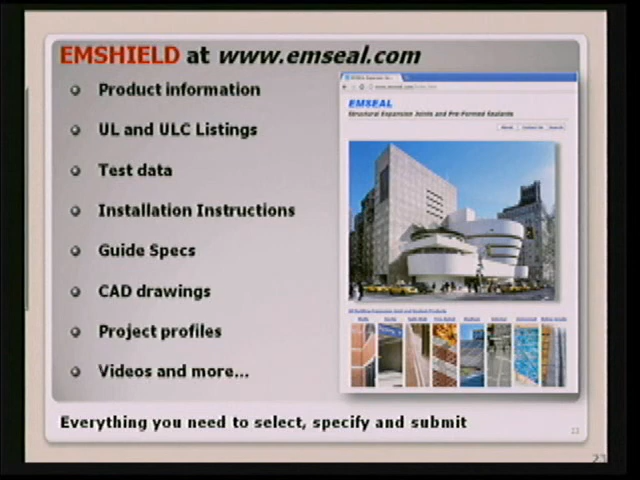 EMSHIELD at www.emseal.com
Product information
UL and ULC Listings
Test data
Installation Instructions
Guide Specs
CAD drawings
Project profiles
Videos and more...
EMSEAL
Structural Expansion Joints and Pre-Formed Sealants
Everything you need to select, specify and submit
23